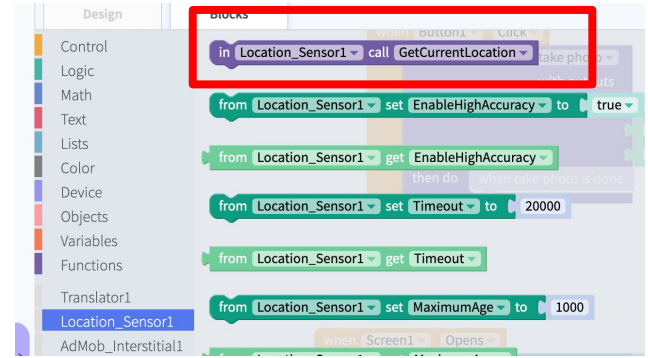 Design
Blocks
Control
Logic
Math
Text
Lists
Color
Device
Objects
Variables
Functions
Translator1
Location_Sensor1
AdMob_Interstitial1
when Button1 Click
in Location_Sensor1 call GetCurrentLocation
take photo
with outputs
from Location_Sensor1 set EnableHighAccuracy to true
from Location_Sensor1 get EnableHighAccuracy
then do when take photo is done
from Location_Sensor1 set Timeout to 20000
from Location_Sensor1 get Timeout
from Location_Sensor1 set MaximumAge to 1000
when Screen1 Opens